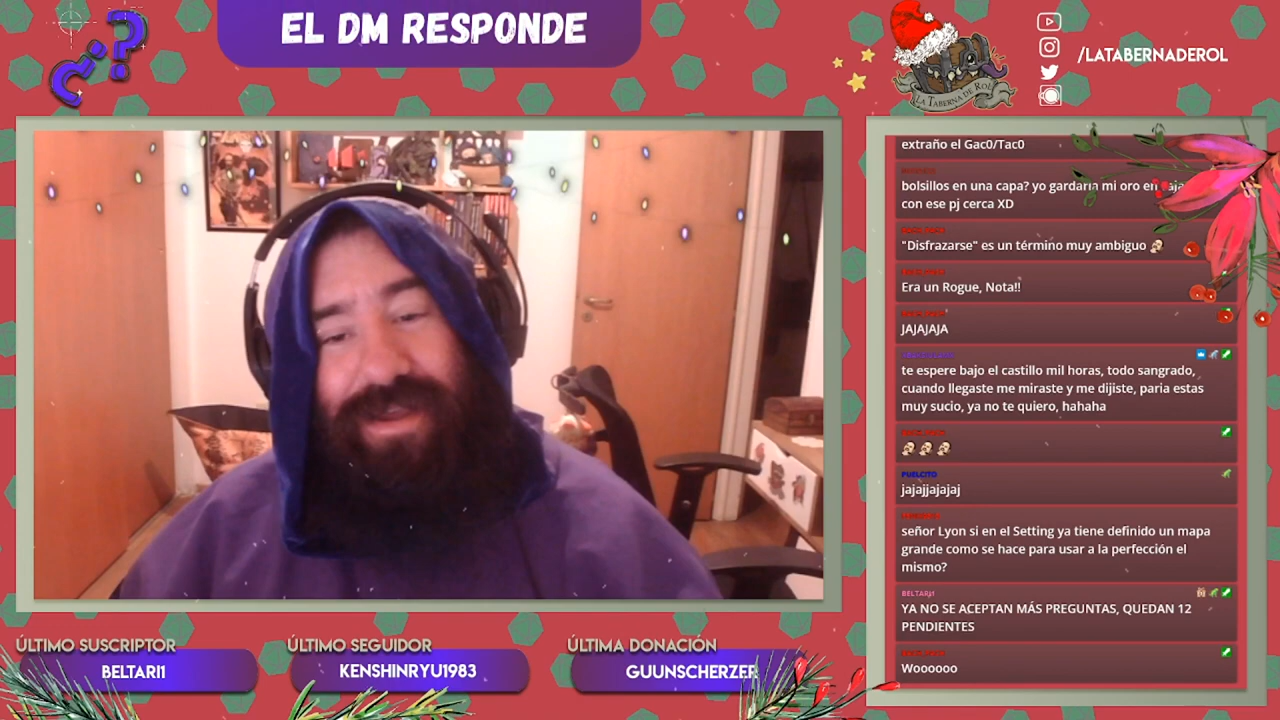 EL DM RESPONDE
LA TABERNA DE ROL
/LATABERNADEROL
extraño el Gac0/Tac0
bolsillos en una capa? yo gardaria mi oro en
con ese pj cerca XD
"Disfrazarse" es un término muy ambiguo
Era un Rogue, Nota!!
JAJAJAJA
te espere bajo el castillo mil horas, todo sangrado,
cuando llegaste me miraste y me dijiste, paria estas
muy sucio, ya no te quiero, hahaha
PUELCITO
jajajjajajaj
señor Lyon si en el Setting ya tiene definido un mapa
grande como se hace para usar a la perfección el
mismo?
BELTARI1
YA NO SE ACEPTAN MÁS PREGUNTAS, QUEDAN 12
PENDIENTES
Woooooo
ÚLTIMO SUSCRIPTOR
BELTARI1
ÚLTIMO SEGUIDOR
KENSHINRYU1983
ÚLTIMA DONACIÓN
GUUNSCHERZER